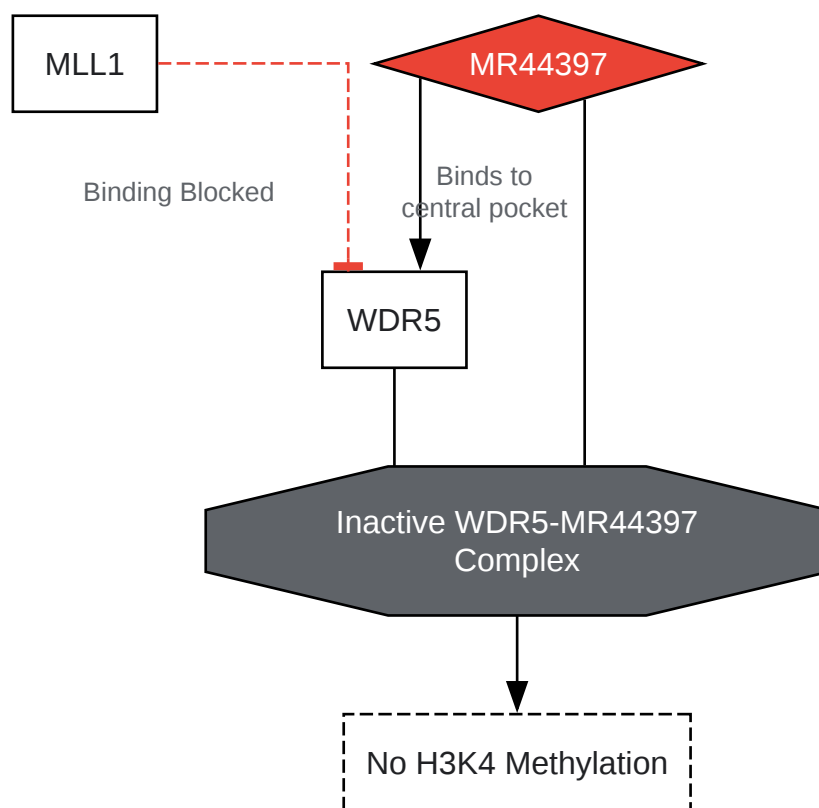 MLL1
MR44397
Binding Blocked
Binds to
central pocket
WDR5
Inactive WDR5-MR44397
Complex
No H3K4 Methylation